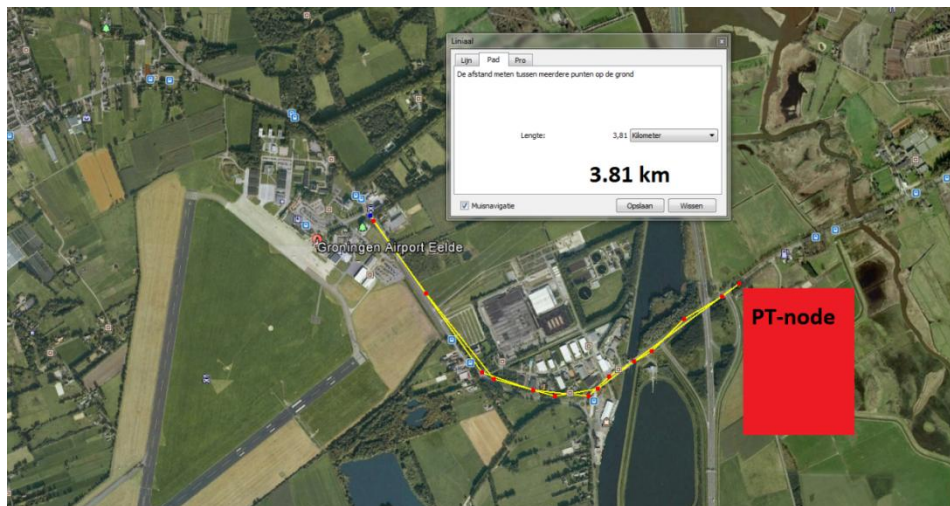 Liniaal
Lijn Pad Pro
De afstand meten tussen meerdere punten op de grond
Lengte: 3,81 Kilometer
3.81 km
Muisnavigatie Opslaan Wissen
Groningen Airport Eelde
PT-node